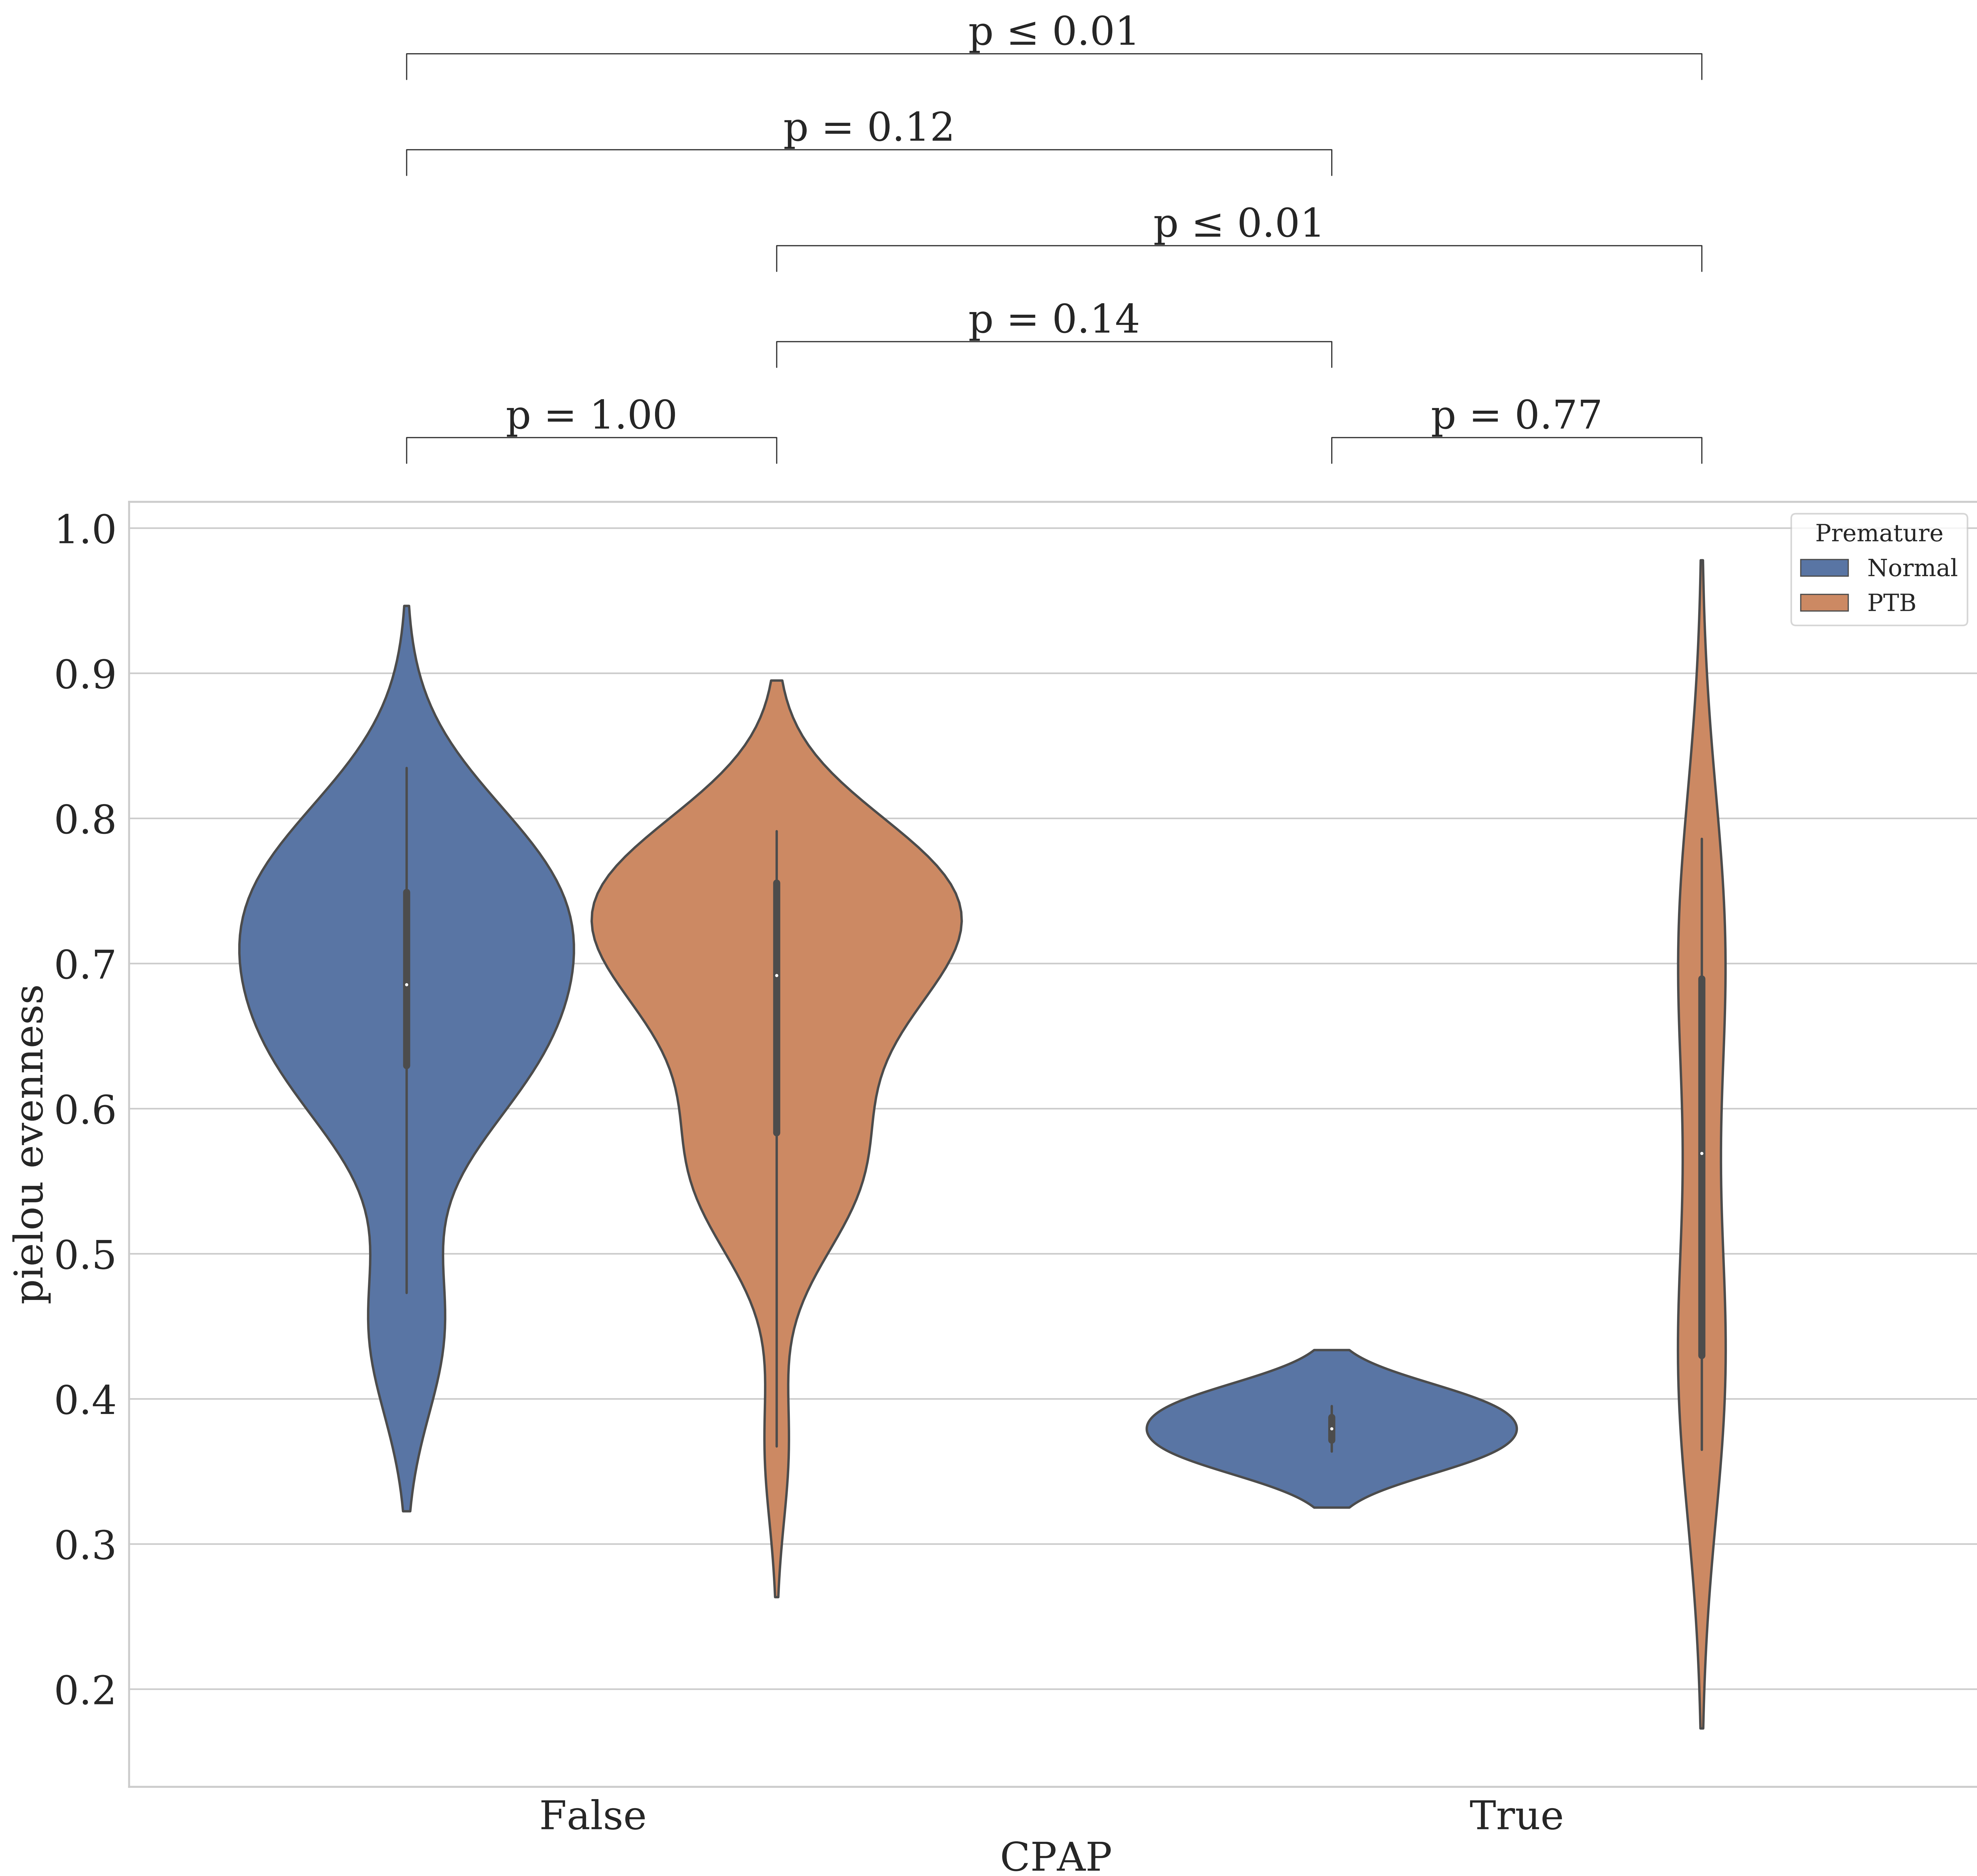 p ≤ 0.01
p = 0.12
p ≤ 0.01
p = 0.14
p = 1.00
p = 0.77
Premature
Normal
PTB
1.0
0.9
0.8
0.7
0.6
0.5
0.4
0.3
0.2
pielou evenness
False
True
CPAP